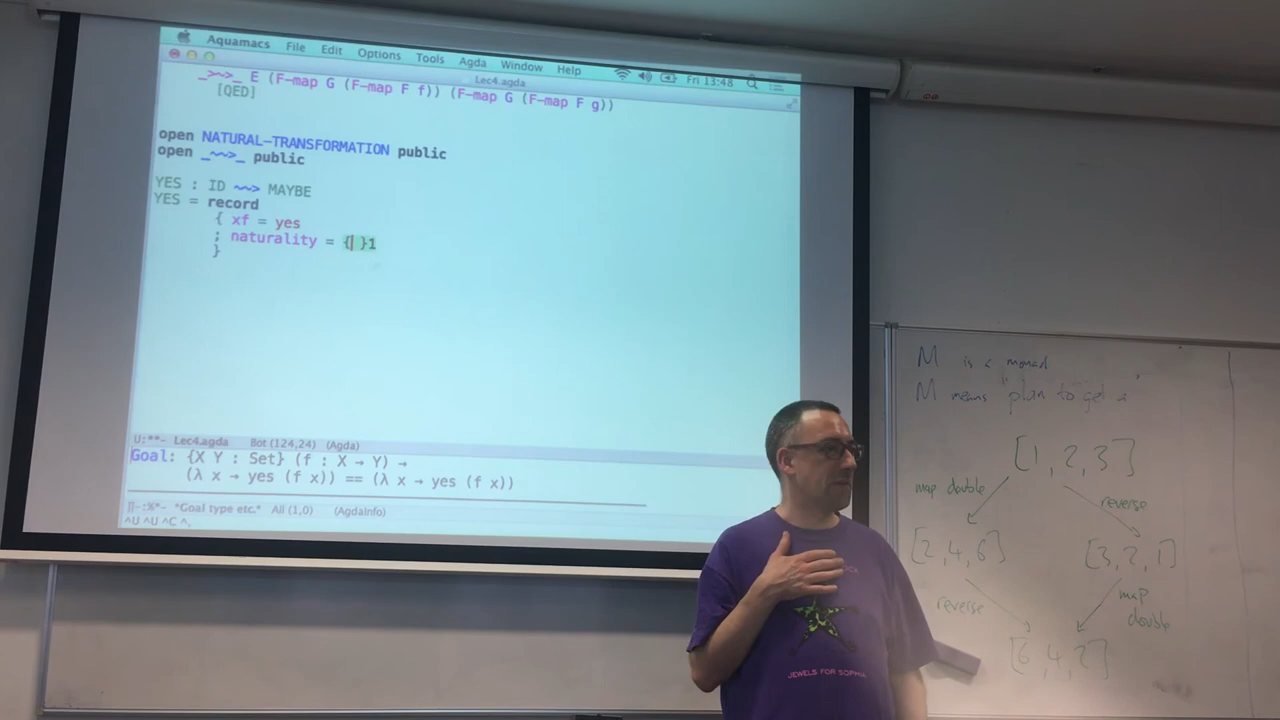 Aquamacs File Edit Options Tools Agda Window Help Fri 13:48
Lec4.agda
_>~~>_ E (F-map G (F-map F f)) (F-map G (F-map F g))
[QED]
open NATURAL-TRANSFORMATION public
open _~~>_ public
YES : ID ~~> MAYBE
YES = record
{ xf = yes
; naturality = { }1
}
U:**- Lec4.agda Bot (124,24) (Agda)
Goal: {X Y : Set} (f : X → Y) →
(λ x → yes (f x)) == (λ x → yes (f x))
*Goal type etc.* All (1,0) (AgdaInfo)
^U ^U ^C ^,
M is a monad
M means "plan to get a"
[1,2,3]
map double
reverse
[2,4,6]
[3,2,1]
reverse
map
double
[6,4,2]
JEWELS FOR SOPHIA